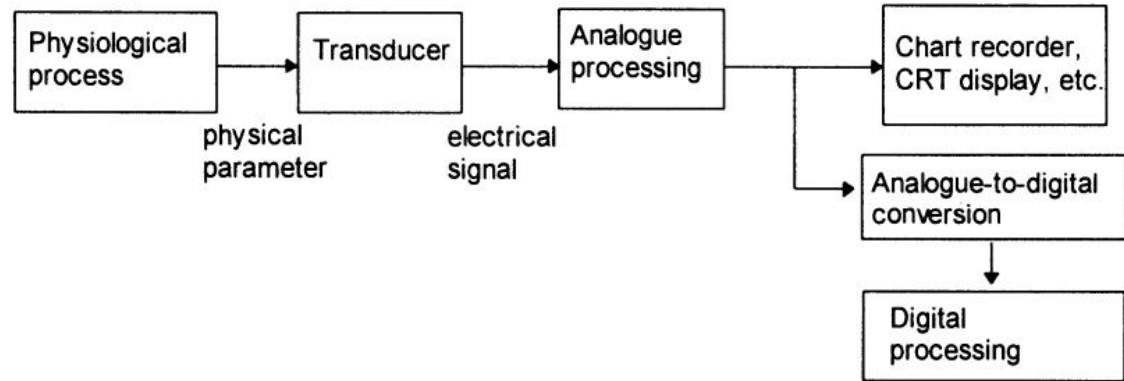 Physiological
process
Transducer
Analogue
processing
Chart recorder,
CRT display, etc.
physical
parameter
electrical
signal
Analogue-to-digital
conversion
Digital
processing